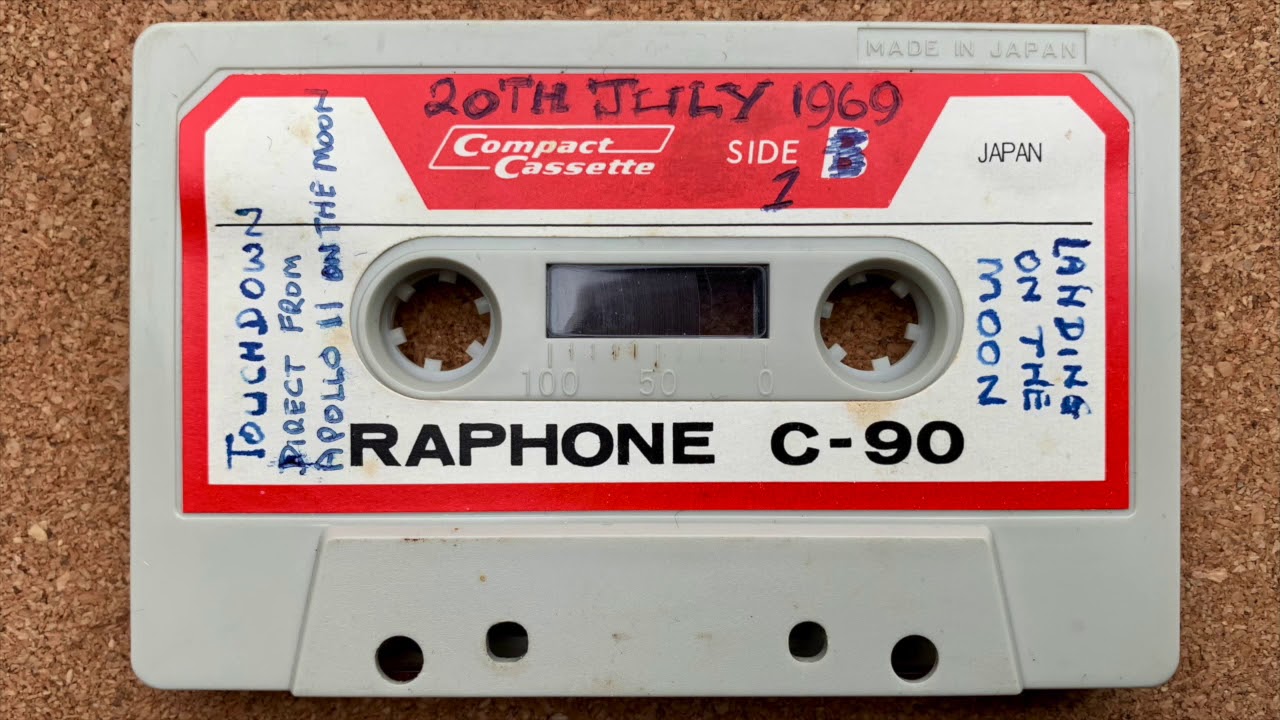 MADE IN JAPAN
20TH JULY 1969
Compact
Cassette
SIDE B
1
JAPAN
TOUCHDOWN
DIRECT FROM
APOLLO 11 ON THE MOON
LANDING
ON THE
MOON
100 50 0
RAPHONE C-90